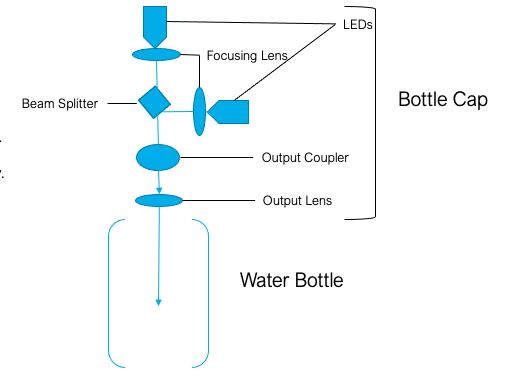 LEDs
Focusing Lens
Beam Splitter
Bottle Cap
.
y.
Output Coupler
Output Lens
Water Bottle